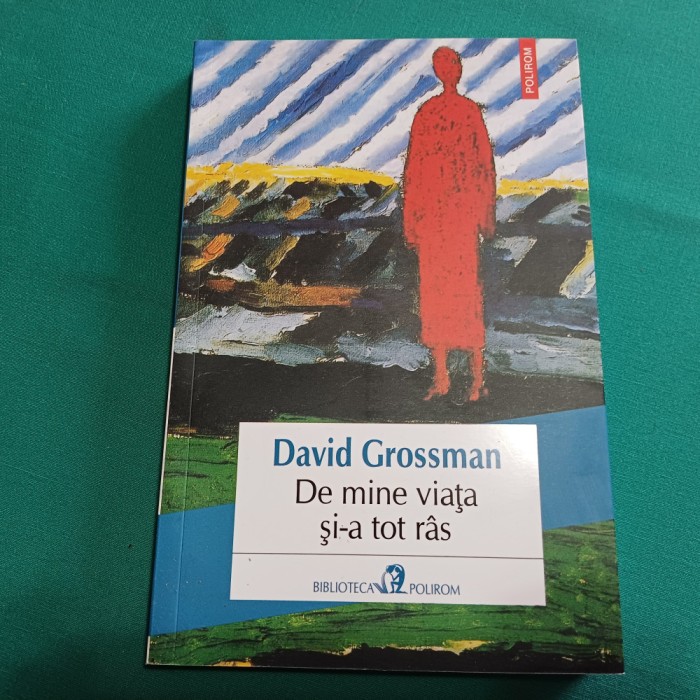 POLIROM
David Grossman
De mine viaţa
şi-a tot râs
BIBLIOTECA POLIROM